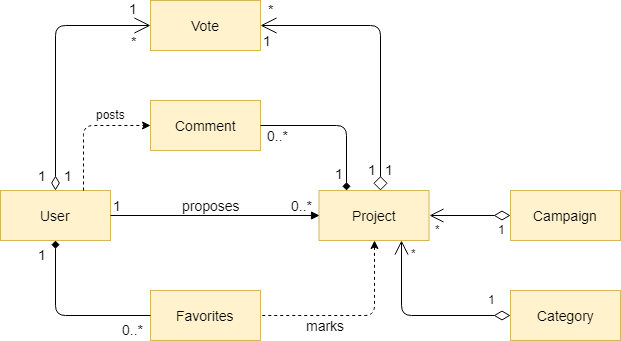 1
Vote
*
*
1
posts
Comment
0..*
1
1
1
1
1
User
1
proposes
0..*
Project
*
1
Campaign
1
*
1
Category
Favorites
0..*
marks